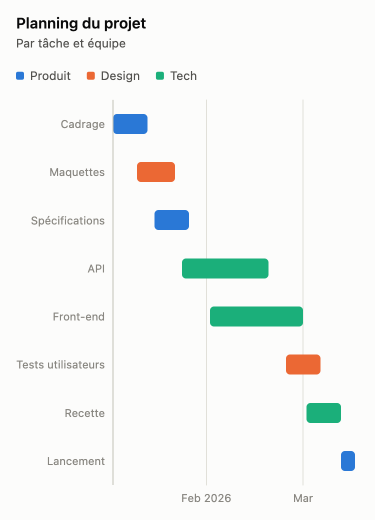 Planning du projet
Par tâche et équipe
Produit Design Tech
Cadrage
Maquettes
Spécifications
API
Front-end
Tests utilisateurs
Recette
Lancement
Feb 2026 Mar